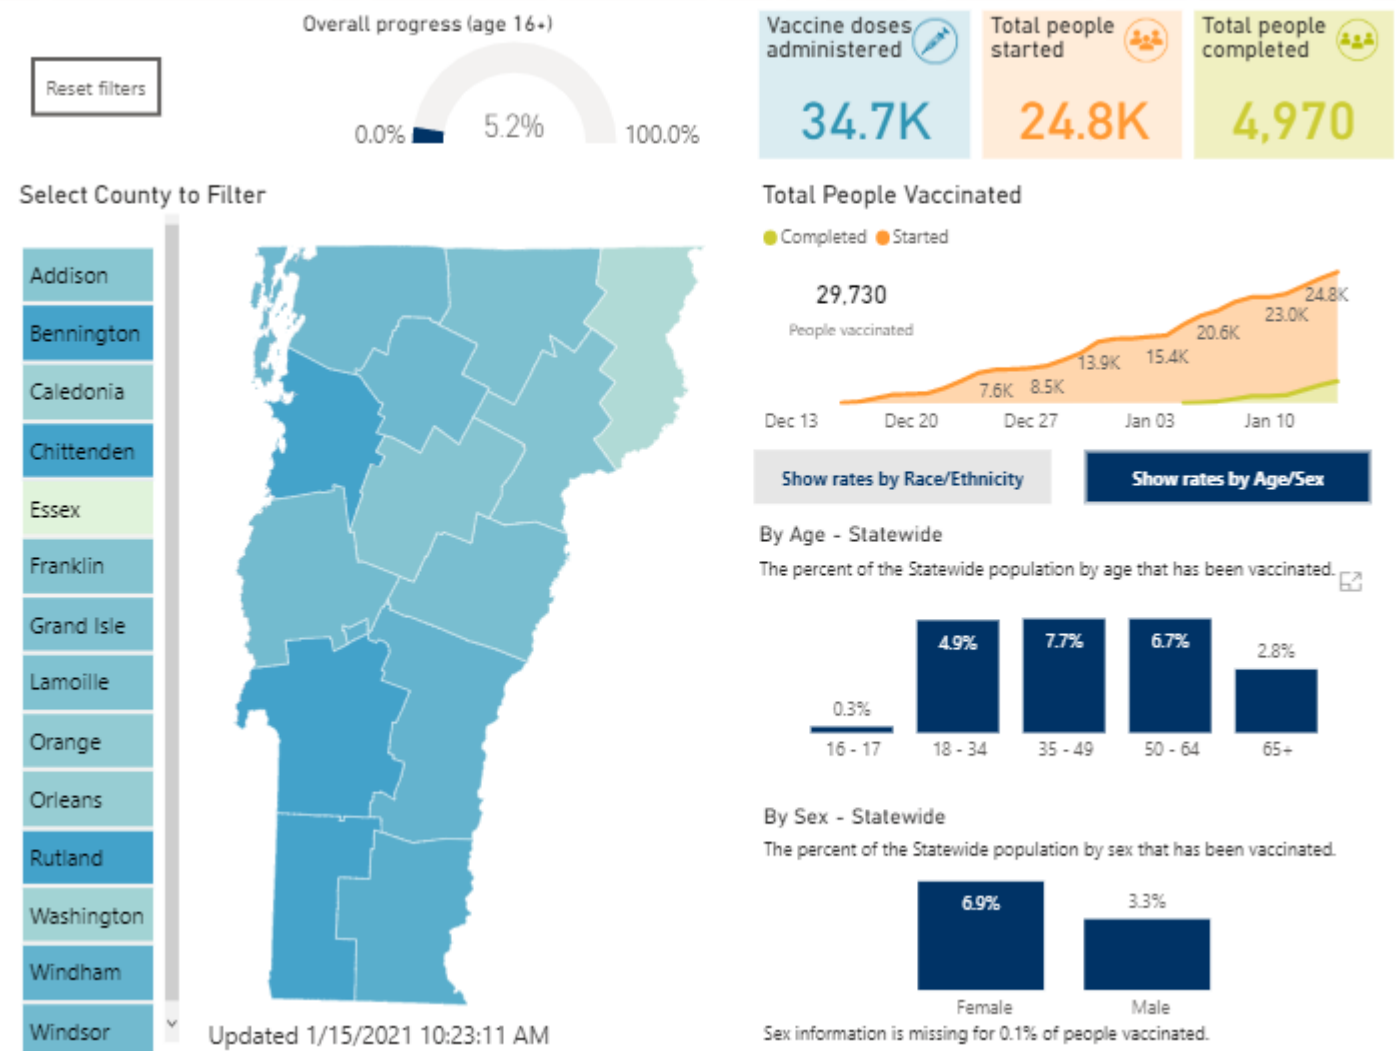 Overall progress (age 16+)
Reset filters
0.0%
5.2%
100.0%
Vaccine doses
administered
34.7K
Total people
started
24.8K
Total people
completed
4,970
Select County to Filter
Addison
Bennington
Caledonia
Chittenden
Essex
Franklin
Grand Isle
Lamoille
Orange
Orleans
Rutland
Washington
Windham
Windsor
Updated 1/15/2021 10:23:11 AM
Total People Vaccinated
Completed Started
29,730
People vaccinated
7.6K 8.5K 13.9K 15.4K 20.6K 23.0K 24.8K
Dec 13 Dec 20 Dec 27 Jan 03 Jan 10
Show rates by Race/Ethnicity
Show rates by Age/Sex
By Age - Statewide
The percent of the Statewide population by age that has been vaccinated.
0.3% 4.9% 7.7% 6.7% 2.8%
16 - 17 18 - 34 35 - 49 50 - 64 65+
By Sex - Statewide
The percent of the Statewide population by sex that has been vaccinated.
6.9% 3.3%
Female Male
Sex information is missing for 0.1% of people vaccinated.